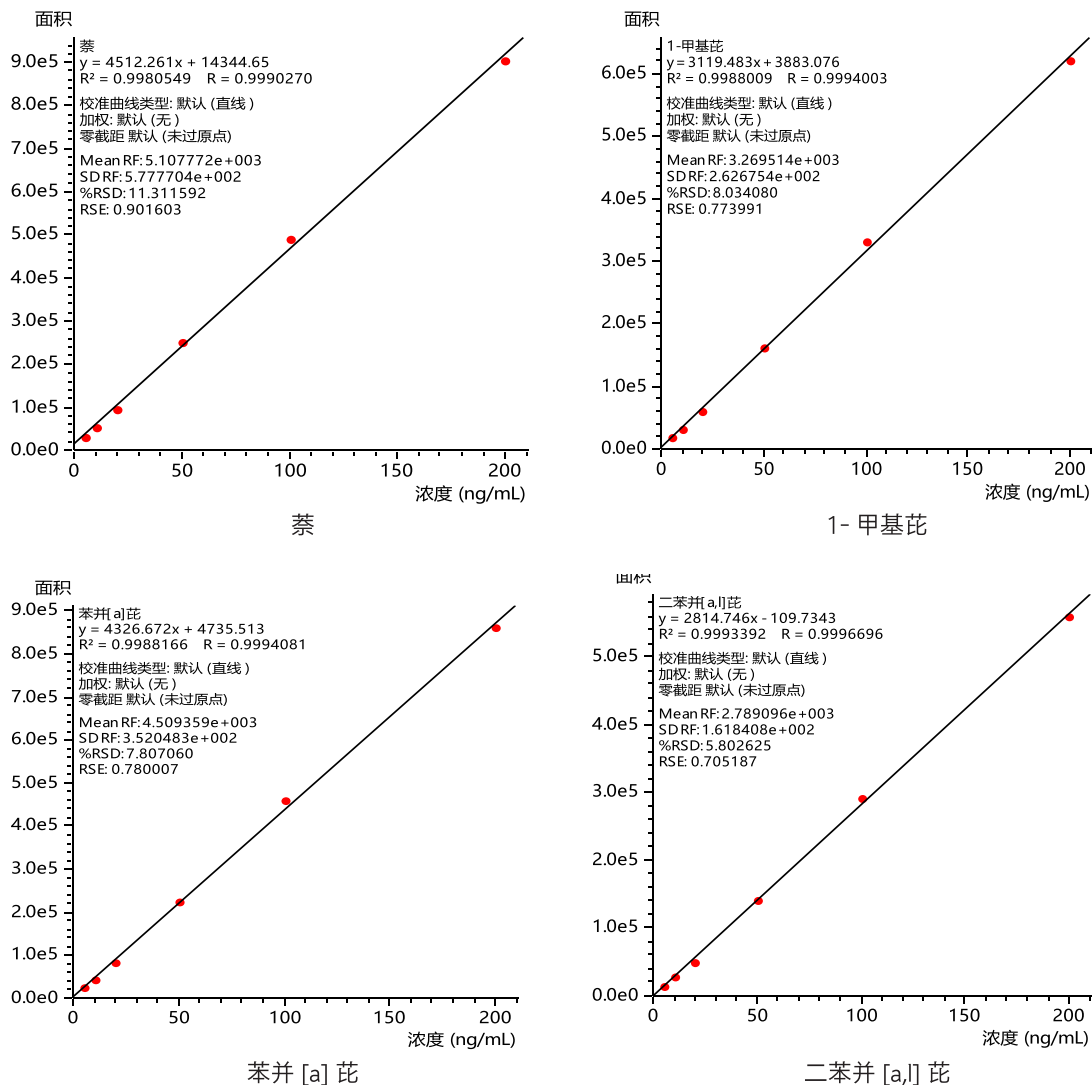 面积
萘
y = 4512.261x + 14344.65
R² = 0.9980549 R = 0.9990270
校准曲线类型: 默认 (直线 )
加权: 默认 (无 )
零截距 默认 (未过原点)
Mean RF: 5.107772e+003
SD RF: 5.777704e+002
%RSD: 11.311592
RSE: 0.901603
9.0e5
8.0e5
7.0e5
6.0e5
5.0e5
4.0e5
3.0e5
2.0e5
1.0e5
0.0e0
0 50 100 150 200
浓度 (ng/mL)
萘
面积
1-甲基芘
y = 3119.483x + 3883.076
R² = 0.9988009 R = 0.9994003
校准曲线类型: 默认 (直线 )
加权: 默认 (无 )
零截距 默认 (未过原点)
Mean RF: 3.269514e+003
SD RF: 2.626754e+002
%RSD: 8.034080
RSE: 0.773991
6.0e5
5.0e5
4.0e5
3.0e5
2.0e5
1.0e5
0.0e0
0 50 100 150 200
浓度 (ng/mL)
1- 甲基芘
面积
苯并[a]芘
y = 4326.672x + 4735.513
R² = 0.9988166 R = 0.9994081
校准曲线类型: 默认 (直线 )
加权: 默认 (无 )
零截距 默认 (未过原点)
Mean RF: 4.509359e+003
SD RF: 3.520483e+002
%RSD: 7.807060
RSE: 0.780007
9.0e5
8.0e5
7.0e5
6.0e5
5.0e5
4.0e5
3.0e5
2.0e5
1.0e5
0.0e0
0 50 100 150 200
浓度 (ng/mL)
苯并 [a] 芘
面积
二苯并[a,l]芘
y = 2814.746x - 109.7343
R² = 0.9993392 R = 0.9996696
校准曲线类型: 默认 (直线 )
加权: 默认 (无 )
零截距 默认 (未过原点)
Mean RF: 2.789096e+003
SD RF: 1.618408e+002
%RSD: 5.802625
RSE: 0.705187
5.0e5
4.0e5
3.0e5
2.0e5
1.0e5
0.0e0
0 50 100 150 200
浓度 (ng/mL)
二苯并 [a,l] 芘